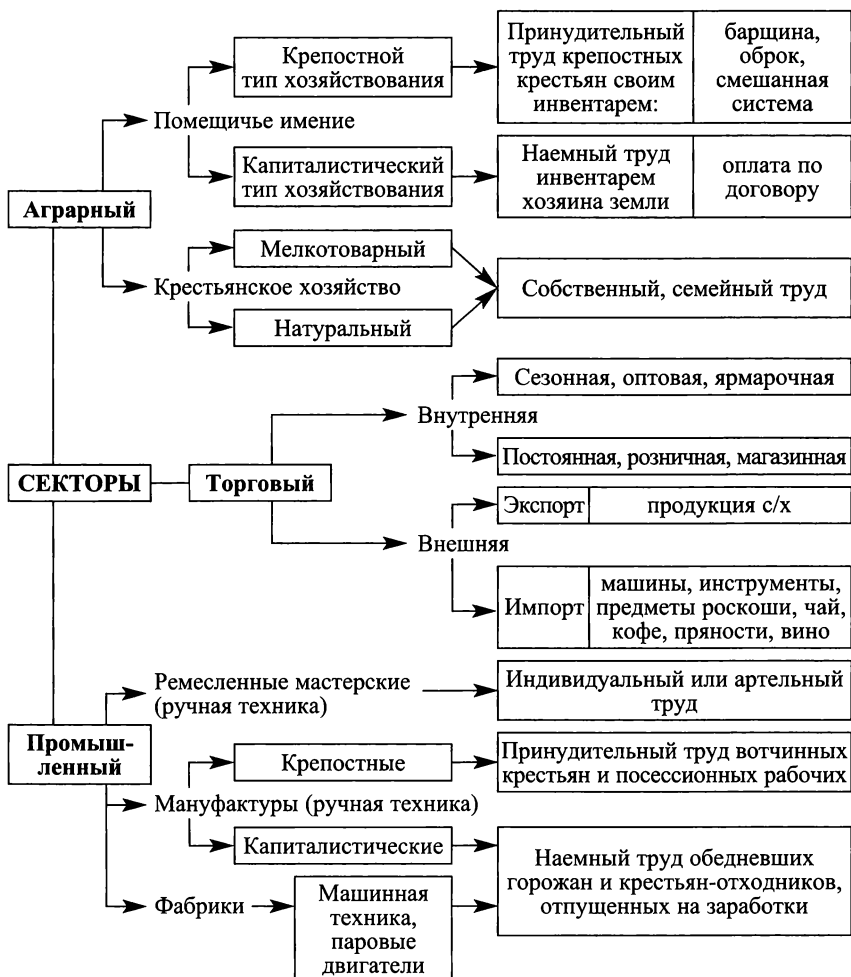 Крепостной
тип хозяйствования
Принудительный
труд крепостных
крестьян своим
инвентарем:
барщина,
оброк,
смешанная
система
Помещичье имение
Капиталистический
тип хозяйствования
Наемный труд
инвентарем
хозяина земли
оплата по
договору
Аграрный
Мелкотоварный
Крестьянское хозяйство
Собственный, семейный труд
Натуральный
Сезонная, оптовая, ярмарочная
Внутренняя
Постоянная, розничная, магазинная
СЕКТОРЫ
Торговый
Экспорт
продукция с/х
Внешняя
Импорт
машины, инструменты,
предметы роскоши, чай,
кофе, пряности, вино
Ремесленные мастерские
(ручная техника)
Индивидуальный или артельный
труд
Промыш-
ленный
Крепостные
Принудительный труд вотчинных
крестьян и посессионных рабочих
Мануфактуры (ручная техника)
Капиталистические
Наемный труд обедневших
горожан и крестьян-отходников,
отпущенных на заработки
Фабрики
Машинная
техника,
паровые
двигатели